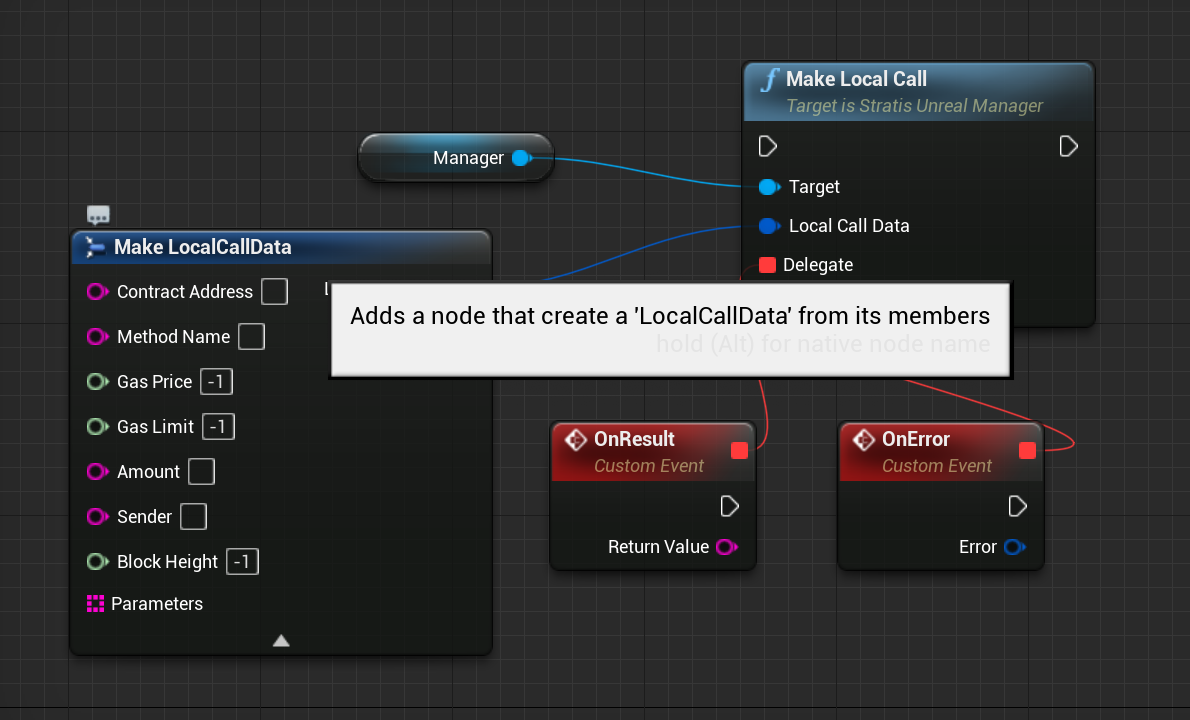 Make Local Call
Target is Stratis Unreal Manager
Manager
Target
Local Call Data
Delegate
Make LocalCallData
Contract Address
Method Name
Gas Price -1
Gas Limit -1
Amount
Sender
Block Height -1
Parameters
Adds a node that create a 'LocalCallData' from its members
hold (Alt) for native node name
OnResult
Custom Event
Return Value
OnError
Custom Event
Error